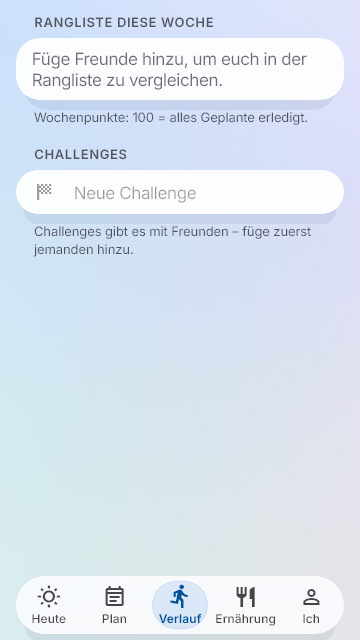 RANGLISTE DIESE WOCHE
Füge Freunde hinzu, um euch in der
Rangliste zu vergleichen.
Wochenpunkte: 100 = alles Geplante erledigt.
CHALLENGES
Neue Challenge
Challenges gibt es mit Freunden – füge zuerst
jemanden hinzu.
Heute Plan Verlauf Ernährung Ich